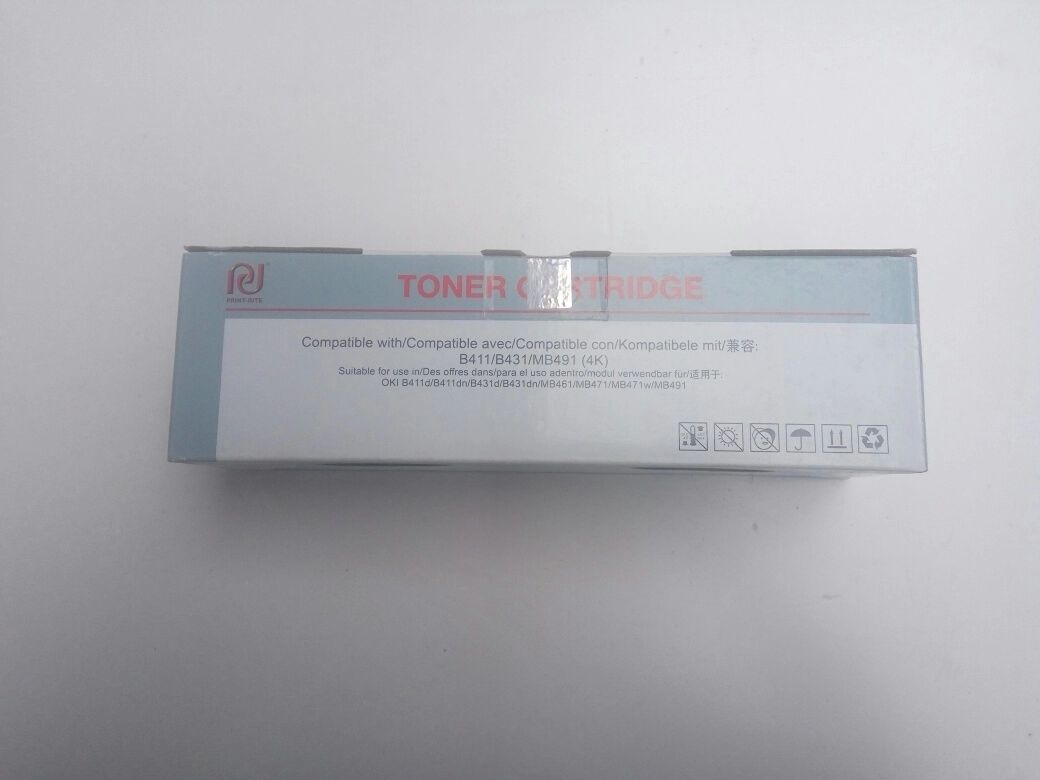 PRINT-RITE
TONER CARTRIDGE
Compatible with/Compatible avec/Compatible con/Kompatibele mit/兼容:
B411/B431/MB491 (4K)
Suitable for use in/Des offres dans/para el uso adentro/modul verwendbar für/适用于:
OKI B411d/B411dn/B431d/B431dn/MB461/MB471/MB471w/MB491